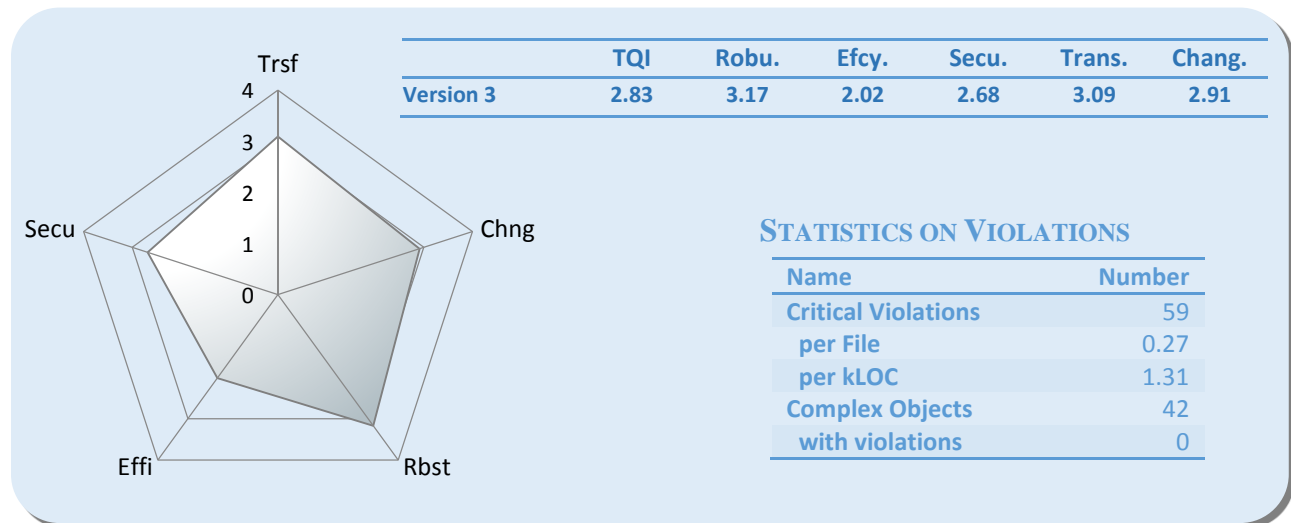 TQI Robu. Efcy. Secu. Trans. Chang.
Version 3 2.83 3.17 2.02 2.68 3.09 2.91
Trsf
4
3
2
1
0
Secu
Chng
Effi
Rbst
STATISTICS ON VIOLATIONS
Name Number
Critical Violations 59
per File 0.27
per kLOC 1.31
Complex Objects 42
with violations 0